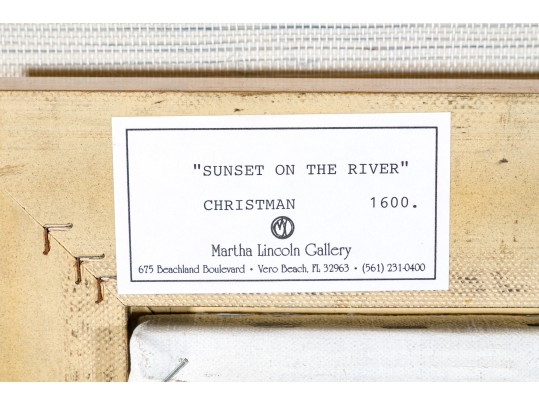 "SUNSET ON THE RIVER"
CHRISTMAN 1600.
Martha Lincoln Gallery
675 Beachland Boulevard • Vero Beach, FL 32963 • (561) 231-0400